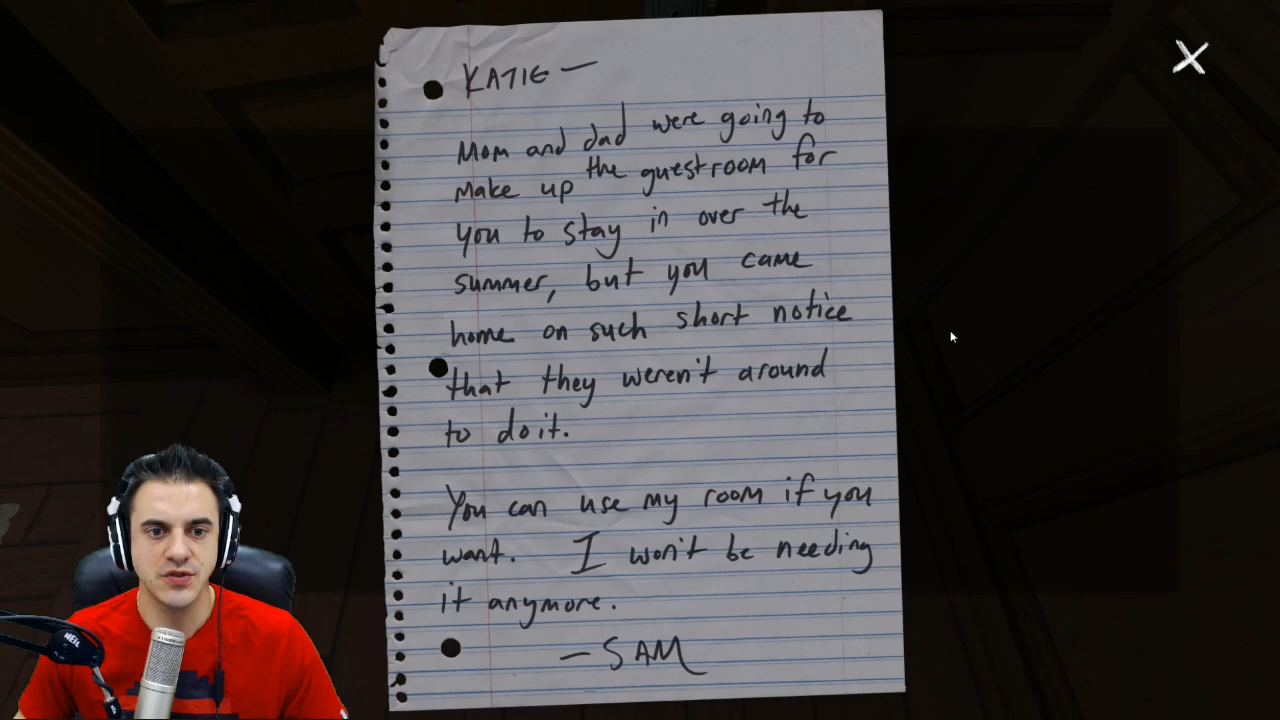 KATIE —
Mom and dad were going to
make up the guestroom for
you to stay in over the
summer, but you came
home on such short notice
that they weren't around
to do it.
You can use my room if you
want. I won't be needing
it anymore.
— SAM